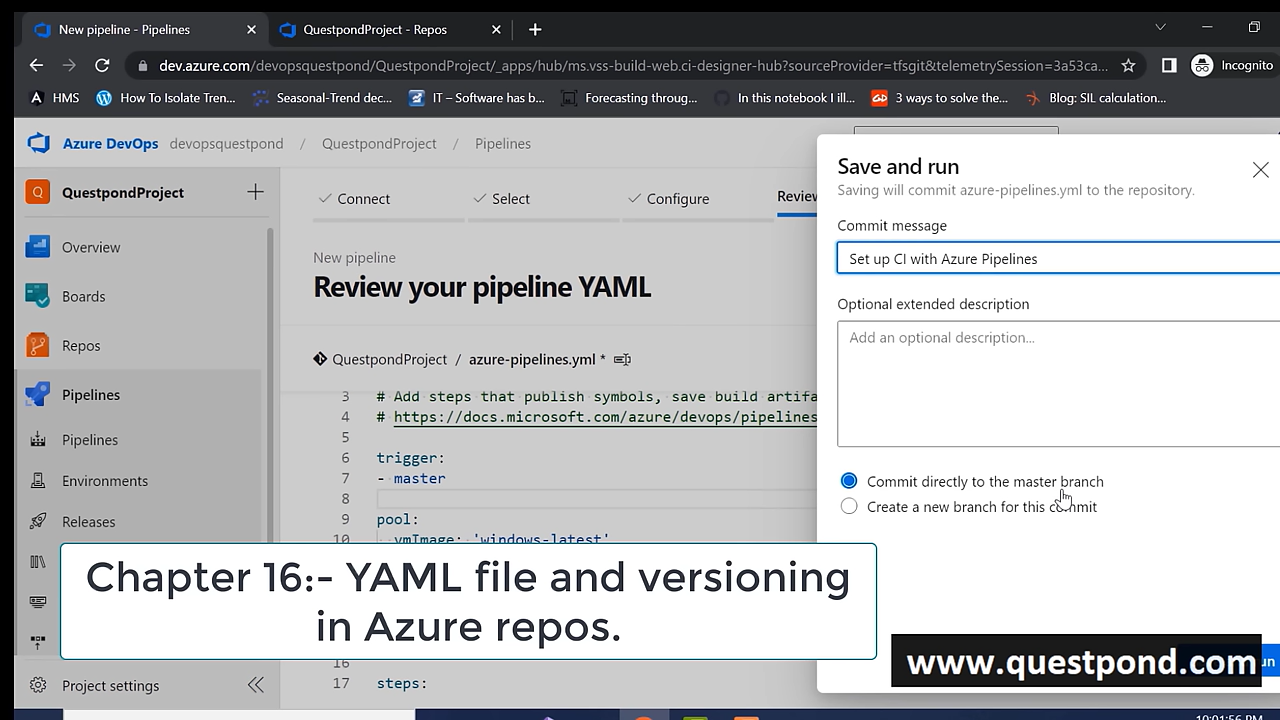 New pipeline - Pipelines
QuestpondProject - Repos
dev.azure.com/devopsquestpond/QuestpondProject/_apps/hub/ms.vss-build-web.ci-designer-hub?sourceProvider=tfsgit&telemetrySession=3a53ca...
Incognito
HMS
How To Isolate Tren...
Seasonal-Trend dec...
IT – Software has b...
Forecasting throug...
In this notebook I ill...
3 ways to solve the...
Blog: SIL calculation...
Azure DevOps devopsquestpond / QuestpondProject / Pipelines
Q QuestpondProject
Overview
Boards
Repos
Pipelines
Pipelines
Environments
Releases
Project settings
Connect
Select
Configure
Review
New pipeline
Review your pipeline YAML
QuestpondProject / azure-pipelines.yml *
3 # Add steps that publish symbols, save build artifa
4 # https://docs.microsoft.com/azure/devops/pipelines
5
6 trigger:
7 - master
8
9 pool:
10 vmImage: 'windows-latest'
16
17 steps:
Save and run
Saving will commit azure-pipelines.yml to the repository.
Commit message
Set up CI with Azure Pipelines
Optional extended description
Add an optional description...
Commit directly to the master branch
Create a new branch for this commit
Chapter 16:- YAML file and versioning
in Azure repos.
www.questpond.com
un
10:01:56 PM